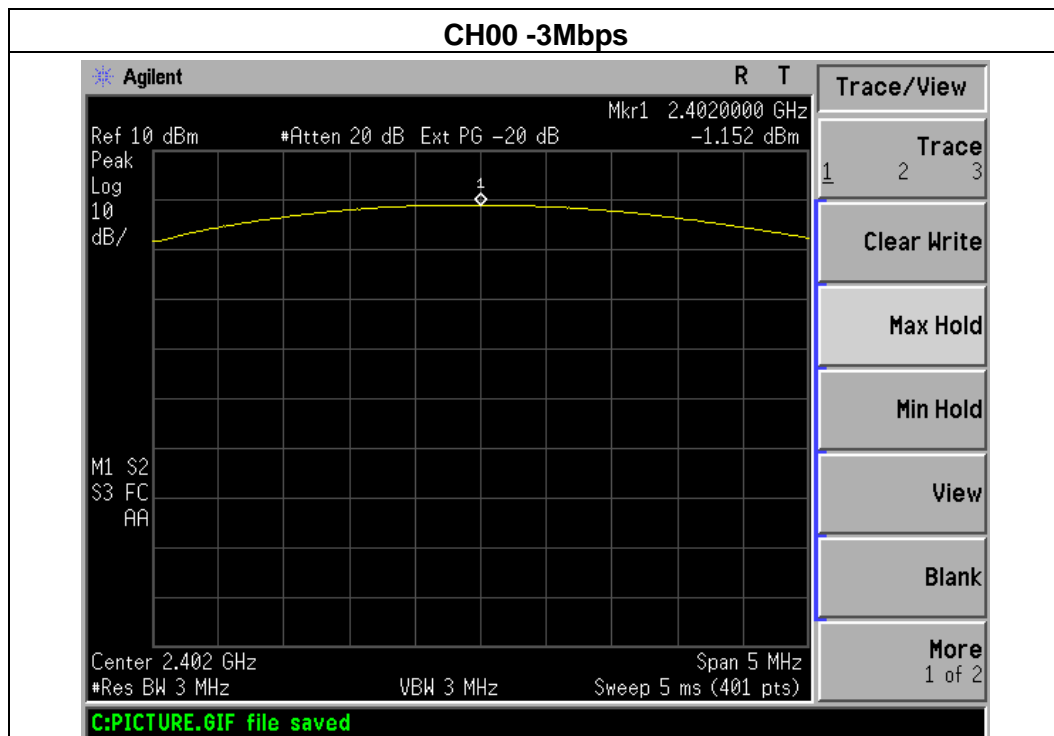 CH00 -3Mbps
Agilent R T
Mkr1 2.4020000 GHz
Ref 10 dBm #Atten 20 dB Ext PG -20 dB -1.152 dBm
Peak
Log
10
dB/
1
M1 S2
S3 FC
AA
Center 2.402 GHz Span 5 MHz
#Res BW 3 MHz VBW 3 MHz Sweep 5 ms (401 pts)
C:PICTURE.GIF file saved
Trace/View
Trace
1 2 3
Clear Write
Max Hold
Min Hold
View
Blank
More
1 of 2